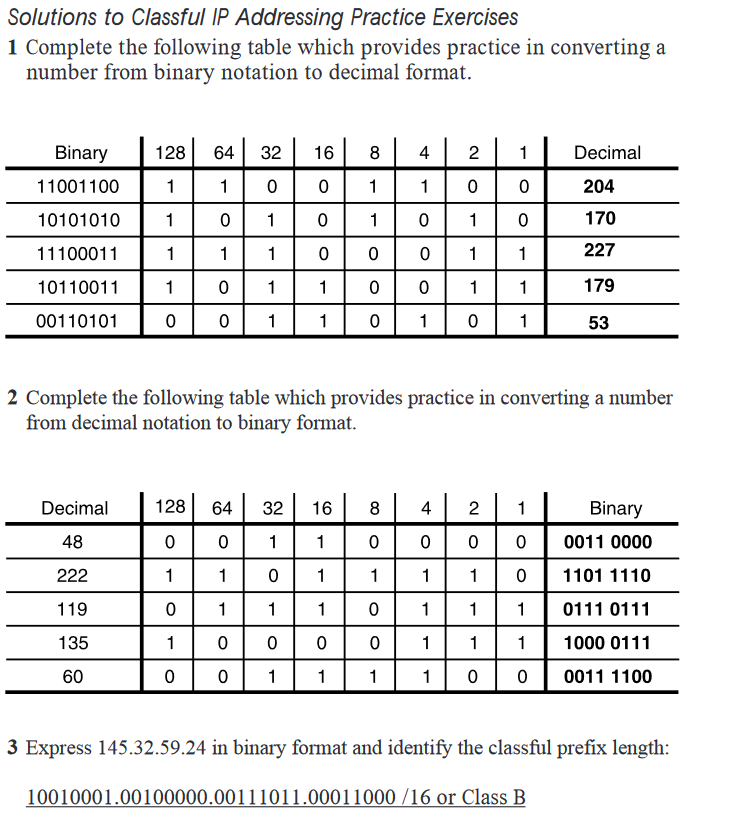 Solutions to Classful IP Addressing Practice Exercises
1 Complete the following table which provides practice in converting a
number from binary notation to decimal format.
Binary 128 64 32 16 8 4 2 1 Decimal
11001100 1 1 0 0 1 1 0 0 204
10101010 1 0 1 0 1 0 1 0 170
11100011 1 1 1 0 0 0 1 1 227
10110011 1 0 1 1 0 0 1 1 179
00110101 0 0 1 1 0 1 0 1 53
2 Complete the following table which provides practice in converting a number
from decimal notation to binary format.
Decimal 128 64 32 16 8 4 2 1 Binary
48 0 0 1 1 0 0 0 0 0011 0000
222 1 1 0 1 1 1 1 0 1101 1110
119 0 1 1 1 0 1 1 1 0111 0111
135 1 0 0 0 0 1 1 1 1000 0111
60 0 0 1 1 1 1 0 0 0011 1100
3 Express 145.32.59.24 in binary format and identify the classful prefix length:
10010001.00100000.00111011.00011000 /16 or Class B